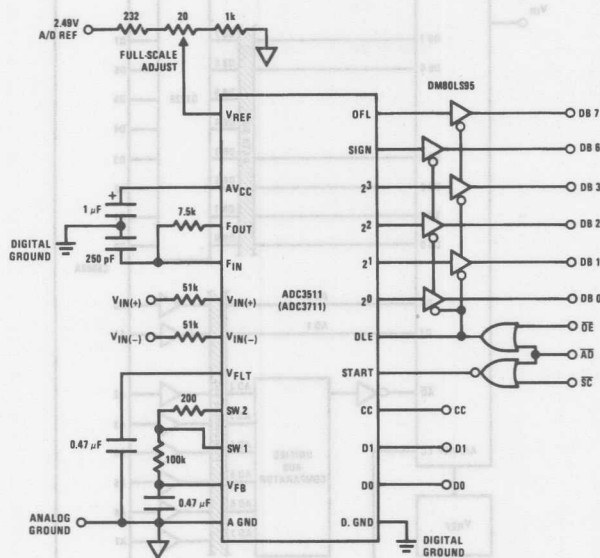 2.49V
A/D REF
232
20
1k
FULL-SCALE
ADJUST
DM80LS95
VREF
OFL
DB 7
SIGN
DB 6
AVCC
2³
DB 3
1 μF
7.5k
FOUT
2²
DB 2
DIGITAL
GROUND
250 pF
FIN
2¹
DB 1
51k
VIN(+)
VIN(+)
ADC3511
(ADC3711)
2⁰
DB 0
51k
VIN(−)
VIN(−)
DLE
OE
AD
VFLT
START
SC
200
SW 2
CC
CC
0.47 μF
SW 1
D1
D1
100k
VFB
D0
D0
0.47 μF
ANALOG
GROUND
A GND
D. GND
DIGITAL
GROUND